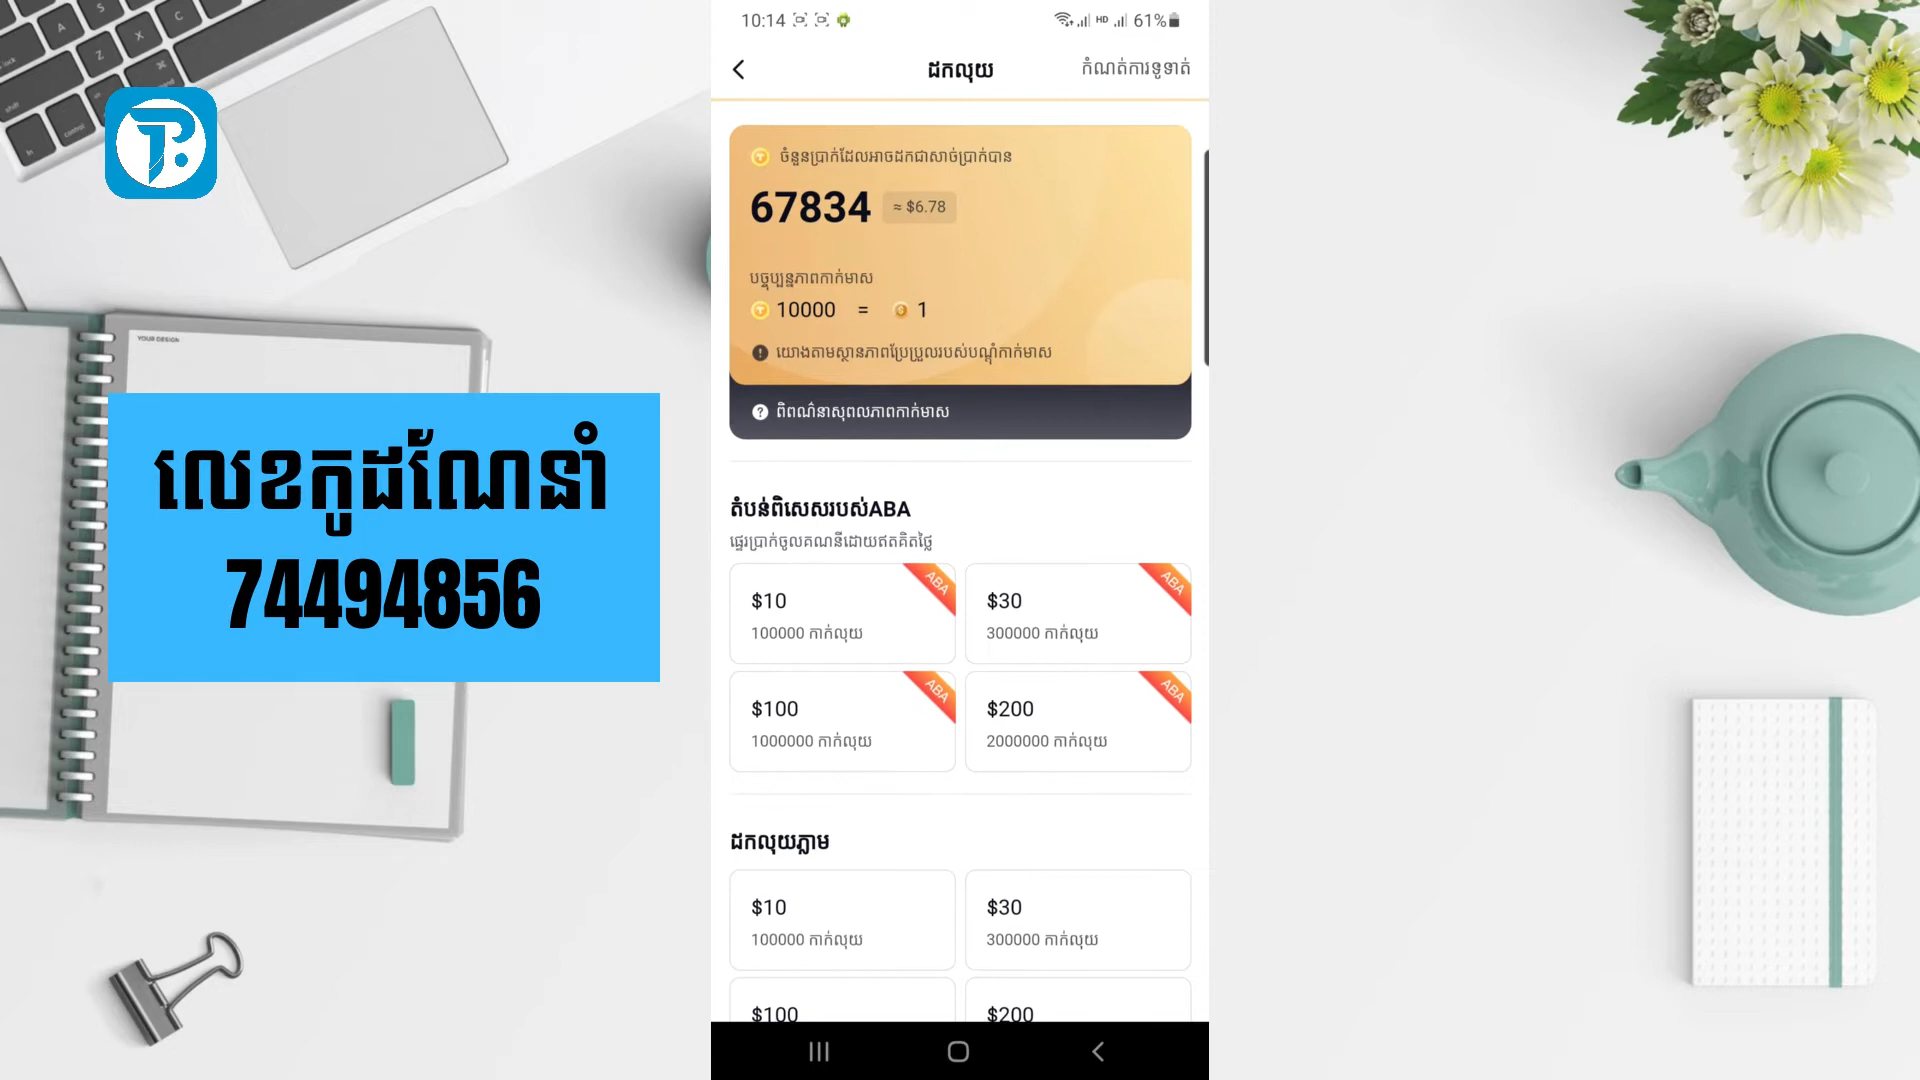 10:14
HD
61%
ដកលុយ
កំណត់ការទូទាត់
ចំនួនប្រាក់ដែលអាចដកជាសាច់ប្រាក់បាន
67834 ≈ $6.78
បច្ចុប្បន្នភាពកាក់មាស
10000 = 1
យោងតាមស្ថានភាពប្រែប្រួលរបស់បណ្តុំកាក់មាស
ពិពណ៌នាសុពលភាពកាក់មាស
តំបន់ពិសេសរបស់ABA
ផ្ទេរប្រាក់ចូលគណនីដោយឥតគិតថ្លៃ
$10 ABA
100000 កាក់លុយ
$30 ABA
300000 កាក់លុយ
$100 ABA
1000000 កាក់លុយ
$200 ABA
2000000 កាក់លុយ
ដកលុយភ្លាម
$10
100000 កាក់លុយ
$30
300000 កាក់លុយ
$100
$200
លេខកូដណែនាំ
74494856
YOUR DESIGN